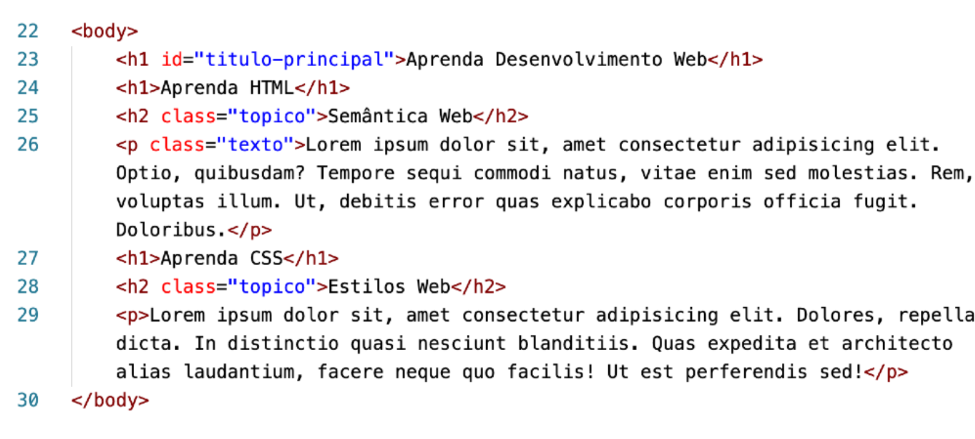 22 <body>
23 <h1 id="titulo-principal">Aprenda Desenvolvimento Web</h1>
24 <h1>Aprenda HTML</h1>
25 <h2 class="topico">Semântica Web</h2>
26 <p class="texto">Lorem ipsum dolor sit, amet consectetur adipisicing elit.
Optio, quibusdam? Tempore sequi commodi natus, vitae enim sed molestias. Rem,
voluptas illum. Ut, debitis error quas explicabo corporis officia fugit.
Doloribus.</p>
27 <h1>Aprenda CSS</h1>
28 <h2 class="topico">Estilos Web</h2>
29 <p>Lorem ipsum dolor sit, amet consectetur adipisicing elit. Dolores, repella
dicta. In distinctio quasi nesciunt blanditiis. Quas expedita et architecto
alias laudantium, facere neque quo facilis! Ut est perferendis sed!</p>
30 </body>